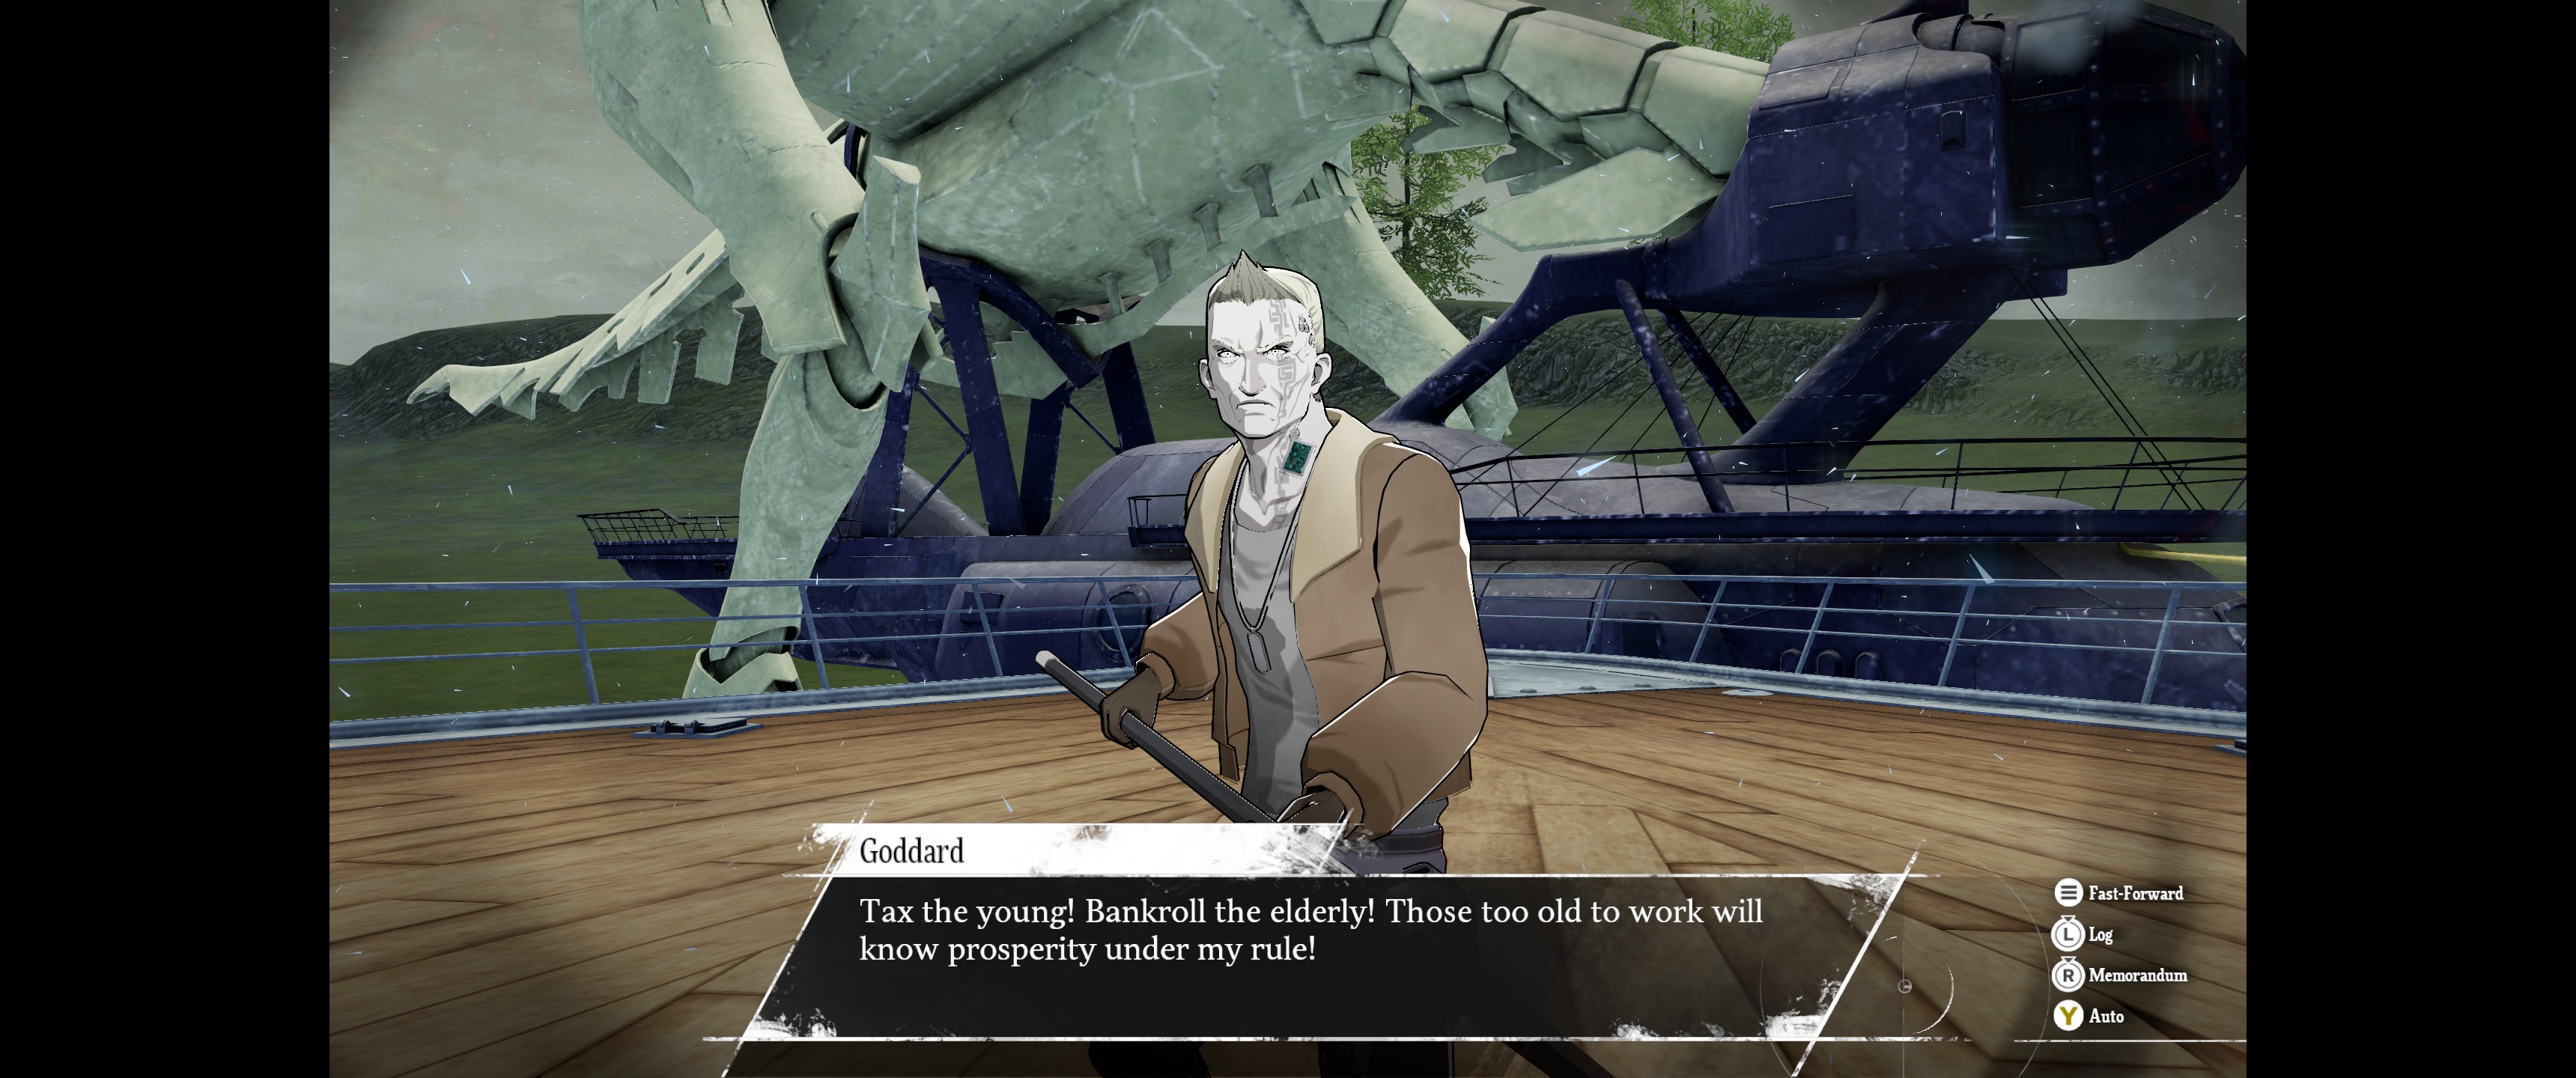 Goddard
Tax the young! Bankroll the elderly! Those too old to work will
know prosperity under my rule!
Fast-Forward
L Log
R Memorandum
Y Auto